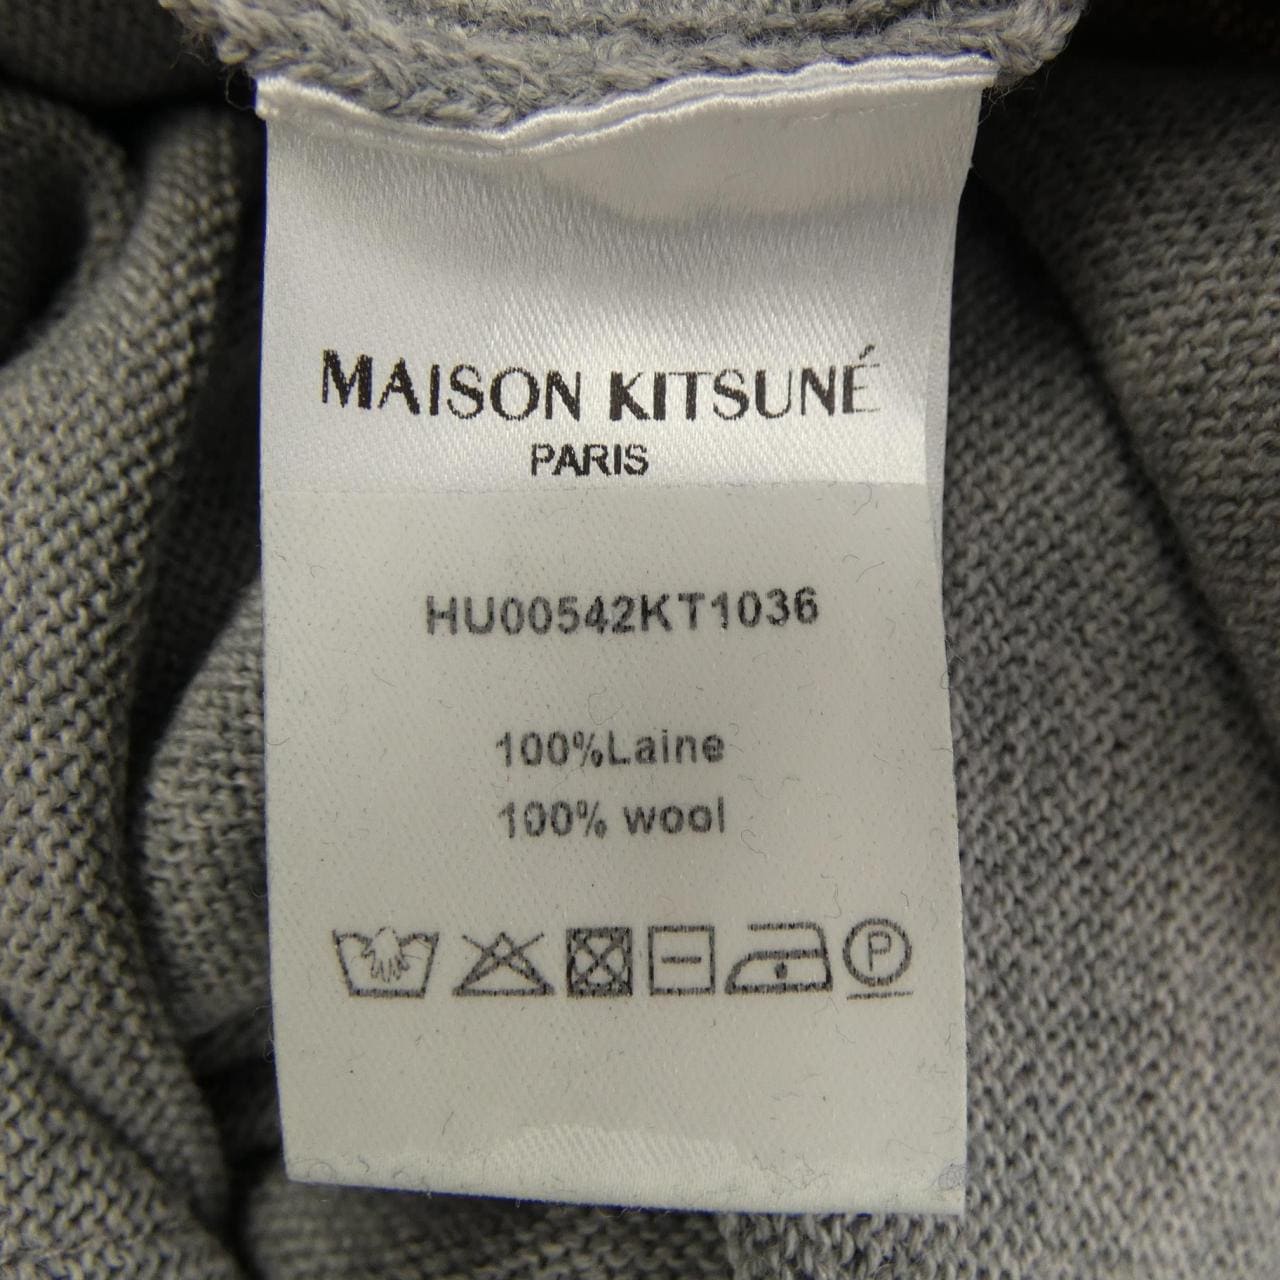 MAISON KITSUNÉ
PARIS
HU00542KT1036
100%Laine
100% wool
P